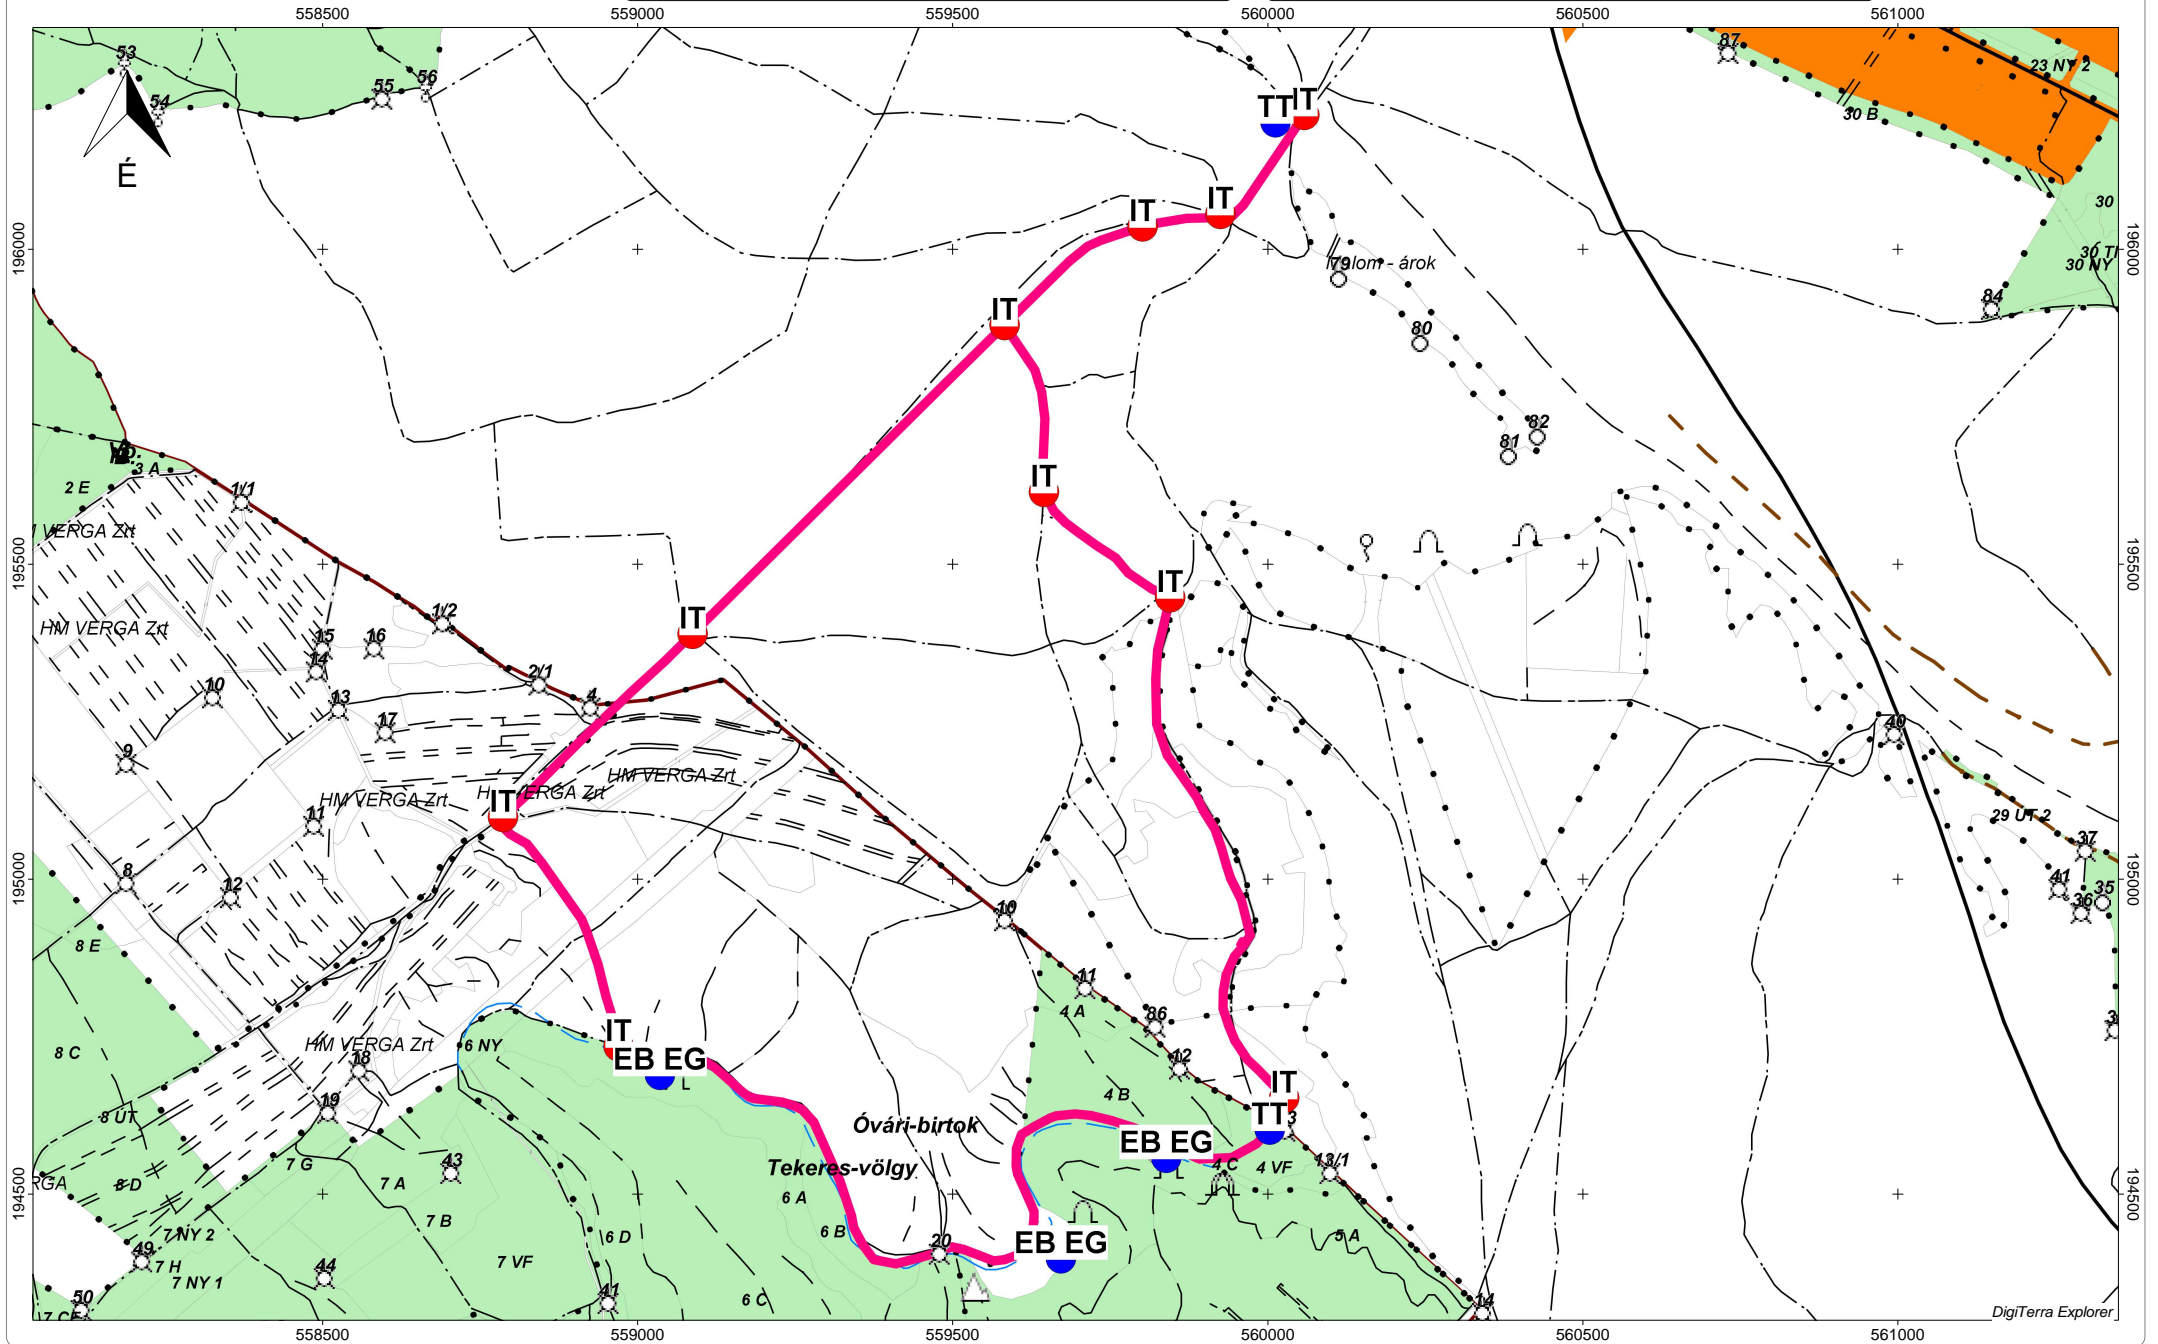 558500 559000 559500 560000 560500 561000
53
54
55
56
87
23 NY 2
30 B
TT IT
É
IT
IT
30
196000
196000
Malom - árok
79
30 NY
84
IT
80
82
81
3 A
2 E
1/1
IT
VERGA Zrt
195500
195500
IT
1/2
IT
HM VERGA Zrt
15
16
14
2/1
10
13
4
17
40
9
HM VERGA Zrt
HM VERGA Zrt
IT
11
29 ÚT 2
37
8
12
41
35
36
195000
195000
10
8 E
11
4 A
86
IT
HM VERGA Zrt
6 NY
8 C
18
EB EG
12
IT
4 B
19
8 ÚT
Óvári-birtok
TT
EB EG
7 G
43
Tekeres-völgy
4 C
4 VF
13/1
7 A
8 D
6 A
194500
194500
7 B
6 B
7 NY 2
6 D
5 A
49
20
EB EG
7 H
7 VF
44
7 NY 1
50
41
6 C
14
DigiTerra Explorer
558500 559000 559500 560000 560500 561000